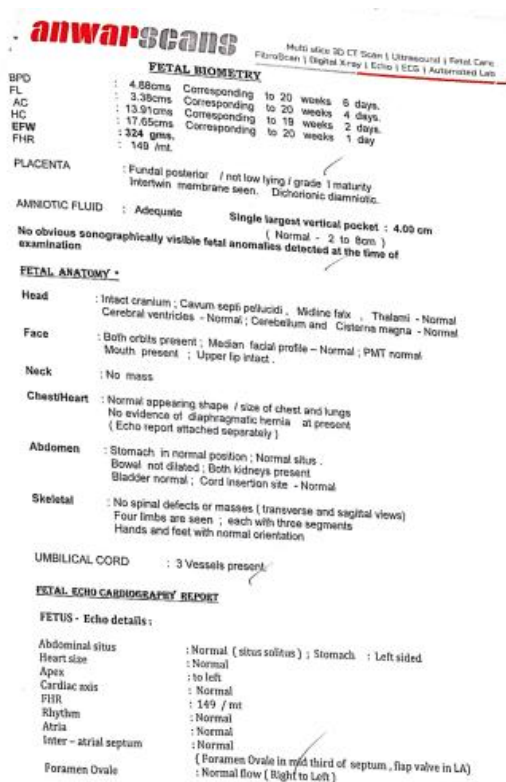 anwarscans
Multi slice 3D CT Scan | Ultrasound | Fetal Care
FibroScan | Digital Xray | Echo | ECG | Automated Lab
FETAL BIOMETRY
BPD : 4.88cms Corresponding to 20 weeks 6 days.
FL : 3.38cms Corresponding to 20 weeks 4 days.
AC : 13.91cms Corresponding to 19 weeks 2 days.
HC : 17.65cms Corresponding to 20 weeks 1 day
EFW : 324 gms.
FHR : 149 /mt.
PLACENTA : Fundal posterior / not low lying / grade 1 maturity
Intertwin membrane seen. Dichorionic diamniotic.
AMNIOTIC FLUID : Adequate Single largest vertical pocket : 4.00 cm
( Normal - 2 to 8cm )
No obvious sonographically visible fetal anomalies detected at the time of
examination
FETAL ANATOMY *
Head : Intact cranium ; Cavum septi pellucidi , Midline falx , Thalami - Normal
Cerebral ventricles - Normal ; Cerebellum and Cisterna magna - Normal
Face : Both orbits present ; Median facial profile – Normal ; PMT normal
Mouth present ; Upper lip intact .
Neck : No mass
Chest/Heart : Normal appearing shape / size of chest and lungs
No evidence of diaphragmatic hernia at present
( Echo report attached separately )
Abdomen : Stomach in normal position ; Normal situs .
Bowel not dilated ; Both kidneys present
Bladder normal ; Cord insertion site - Normal
Skeletal : No spinal defects or masses ( transverse and sagittal views)
Four limbs are seen ; each with three segments
Hands and feet with normal orientation
UMBILICAL CORD : 3 Vessels present.
FETAL ECHO CARDIOGRAPHY REPORT
FETUS - Echo details :
Abdominal situs : Normal ( situs solitus ) ; Stomach : Left sided
Heart size : Normal
Apex : to left
Cardiac axis : Normal
FHR : 149 / mt
Rhythm : Normal
Atria : Normal
Inter - atrial septum : Normal
( Foramen Ovale in mid third of septum , flap valve in LA)
Foramen Ovale : Normal flow ( Right to Left )